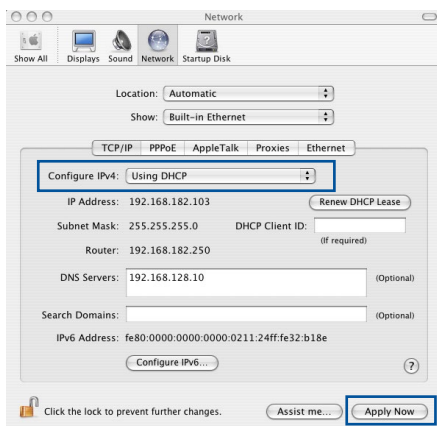 Network
Show All Displays Sound Network Startup Disk
Location: Automatic
Show: Built-in Ethernet
TCP/IP PPPoE AppleTalk Proxies Ethernet
Configure IPv4: Using DHCP
IP Address: 192.168.182.103 Renew DHCP Lease
Subnet Mask: 255.255.255.0 DHCP Client ID:
(If required)
Router: 192.168.182.250
DNS Servers: 192.168.128.10 (Optional)
Search Domains: (Optional)
IPv6 Address: fe80:0000:0000:0000:0211:24ff:fe32:b18e
Configure IPv6... ?
Click the lock to prevent further changes. Assist me... Apply Now